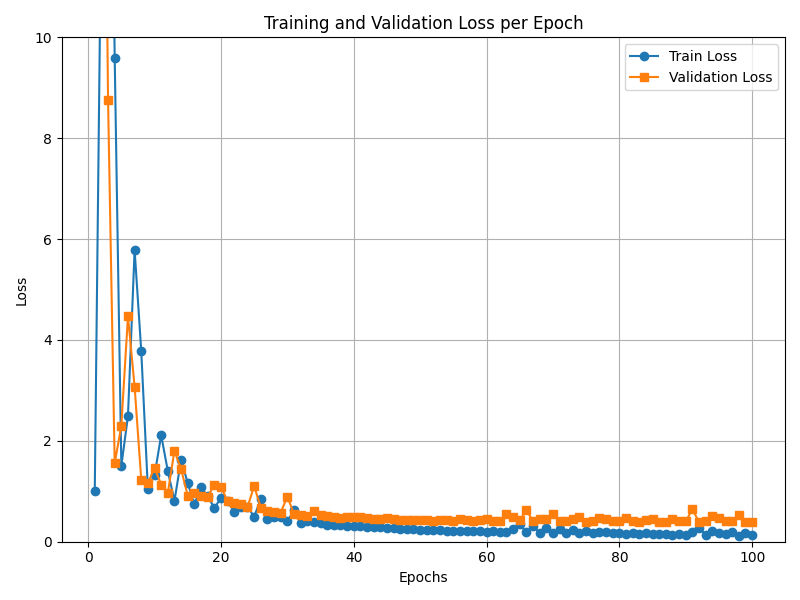 Training and Validation Loss per Epoch
Train Loss
Validation Loss
10
8
6
4
2
0
Loss
0 20 40 60 80 100
Epochs